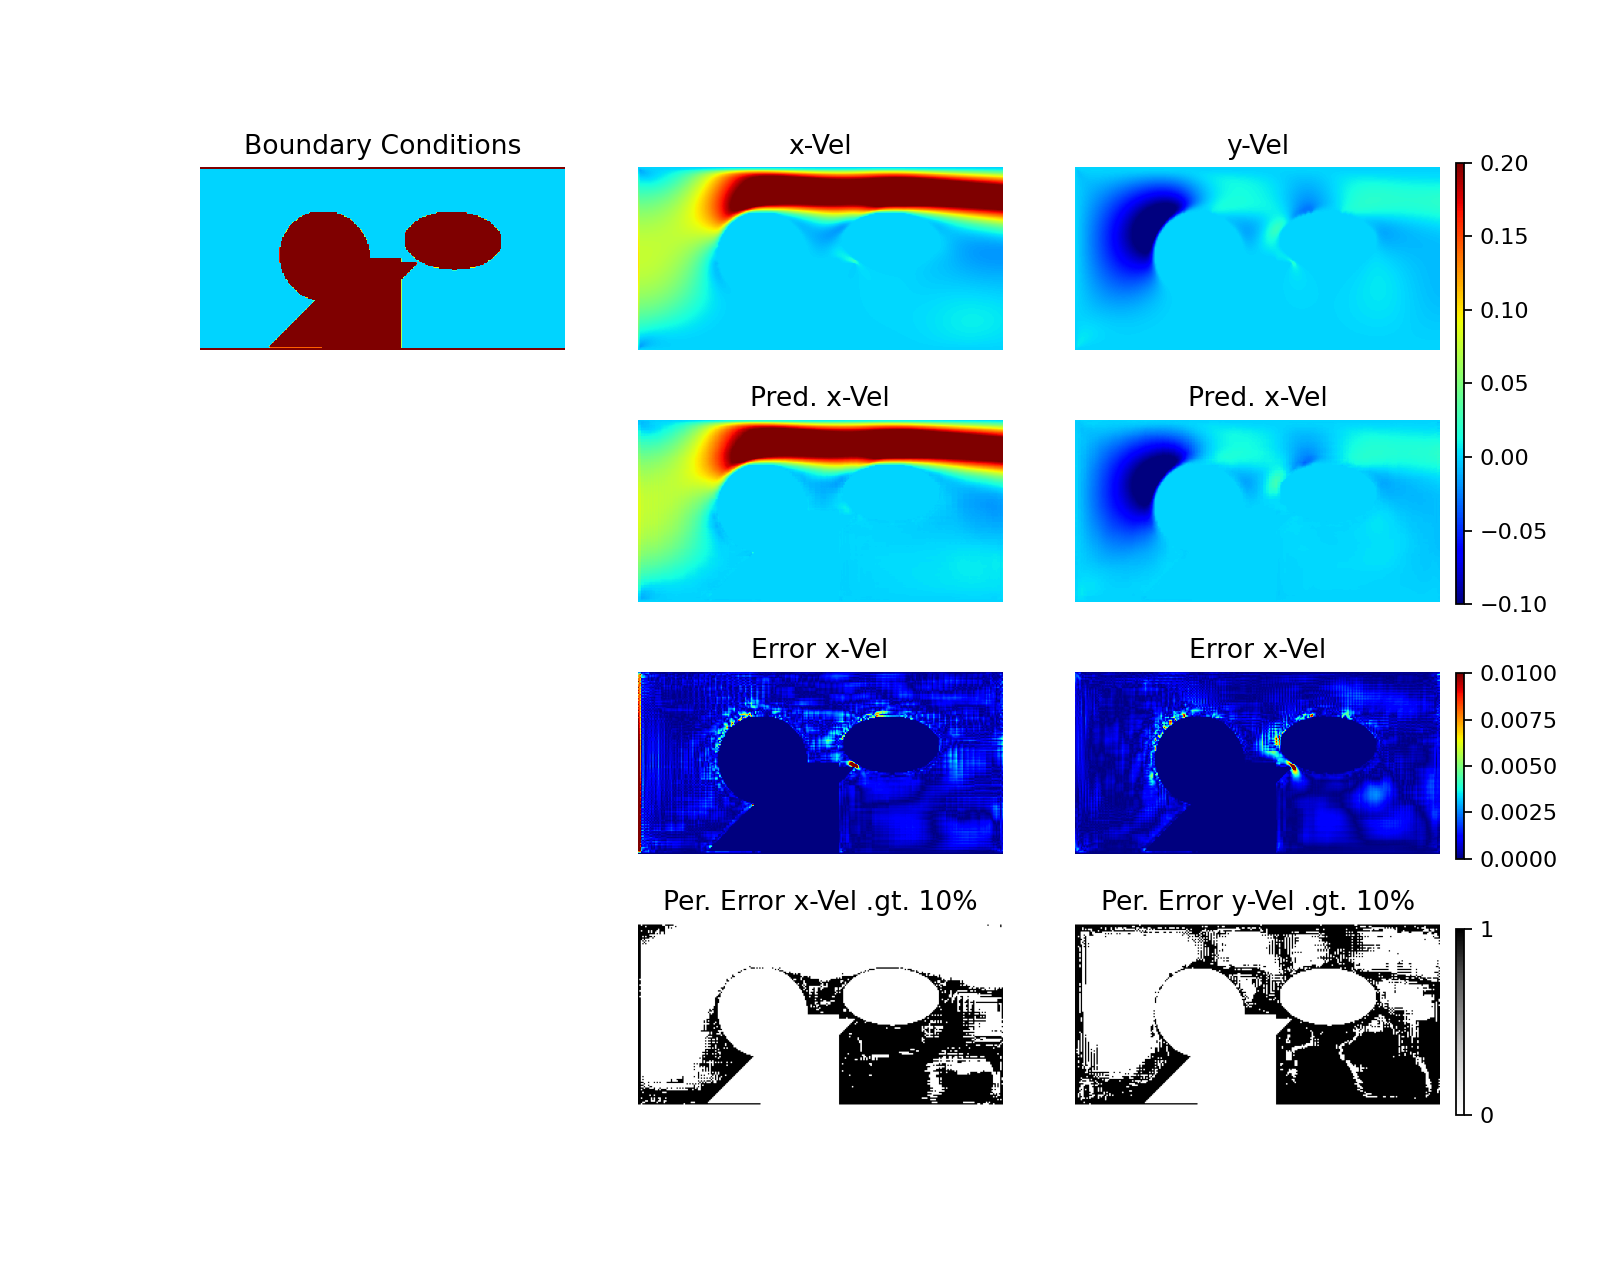 Boundary Conditions
x-Vel
y-Vel
0.20
0.15
0.10
0.05
0.00
−0.05
−0.10
Pred. x-Vel
Pred. x-Vel
Error x-Vel
Error x-Vel
0.0100
0.0075
0.0050
0.0025
0.0000
Per. Error x-Vel .gt. 10%
Per. Error y-Vel .gt. 10%
1
0